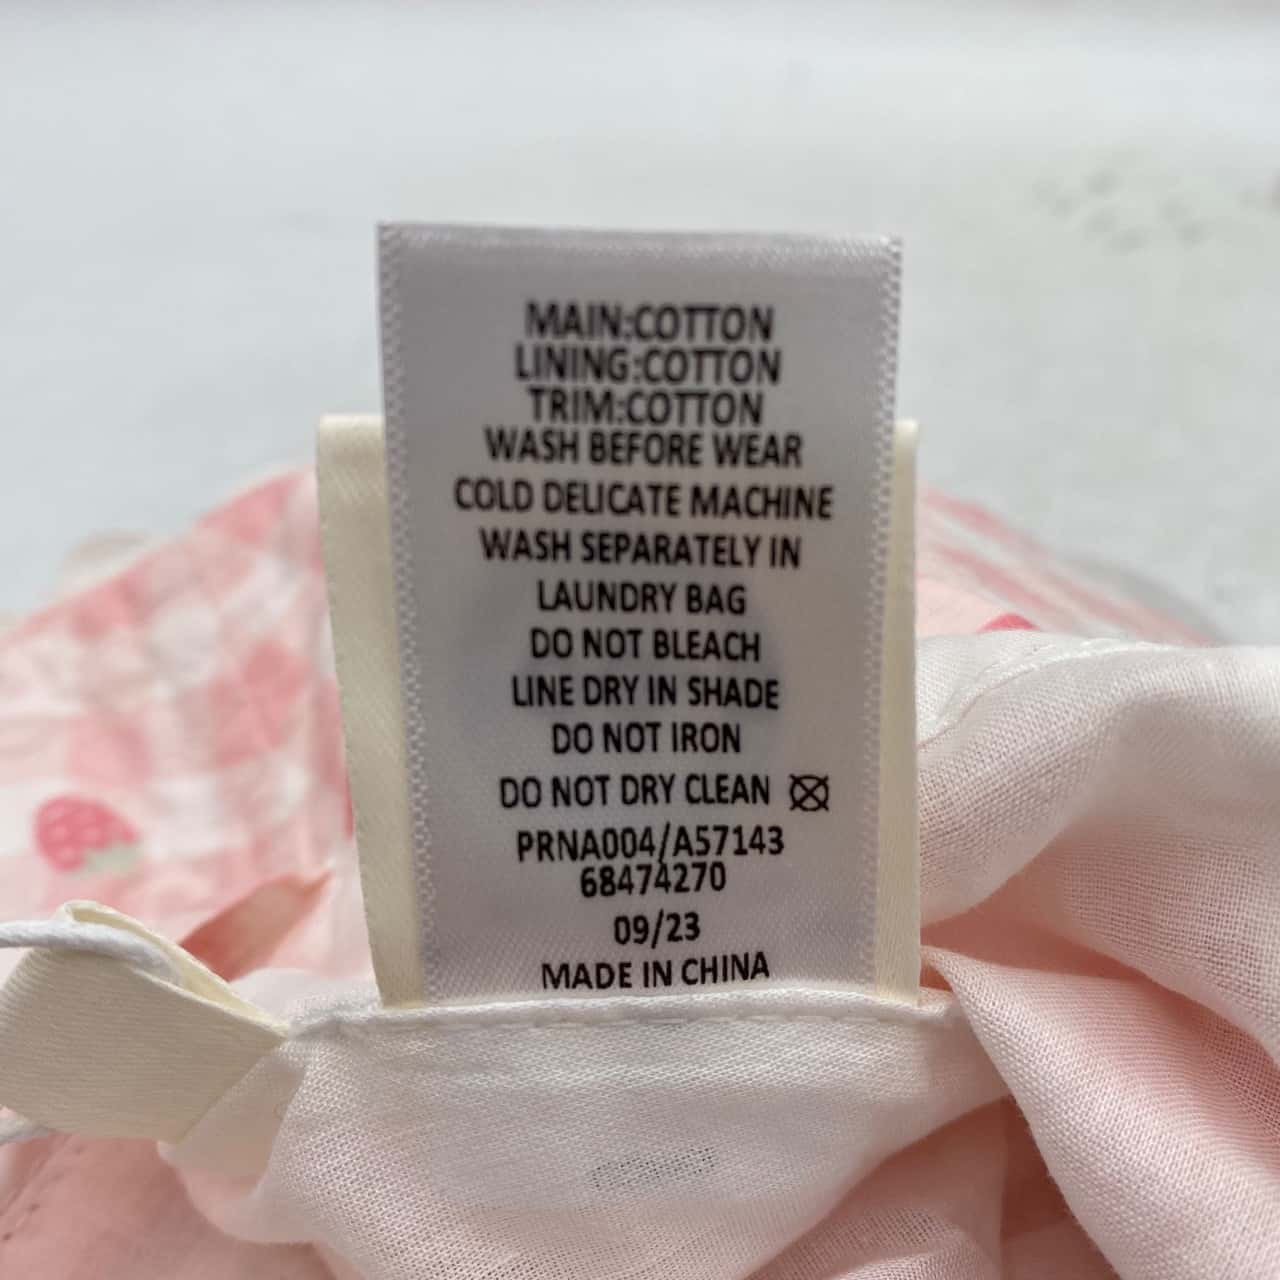 MAIN:COTTON
LINING:COTTON
TRIM:COTTON
WASH BEFORE WEAR
COLD DELICATE MACHINE
WASH SEPARATELY IN
LAUNDRY BAG
DO NOT BLEACH
LINE DRY IN SHADE
DO NOT IRON
DO NOT DRY CLEAN
PRNA004/A57143
68474270
09/23
MADE IN CHINA